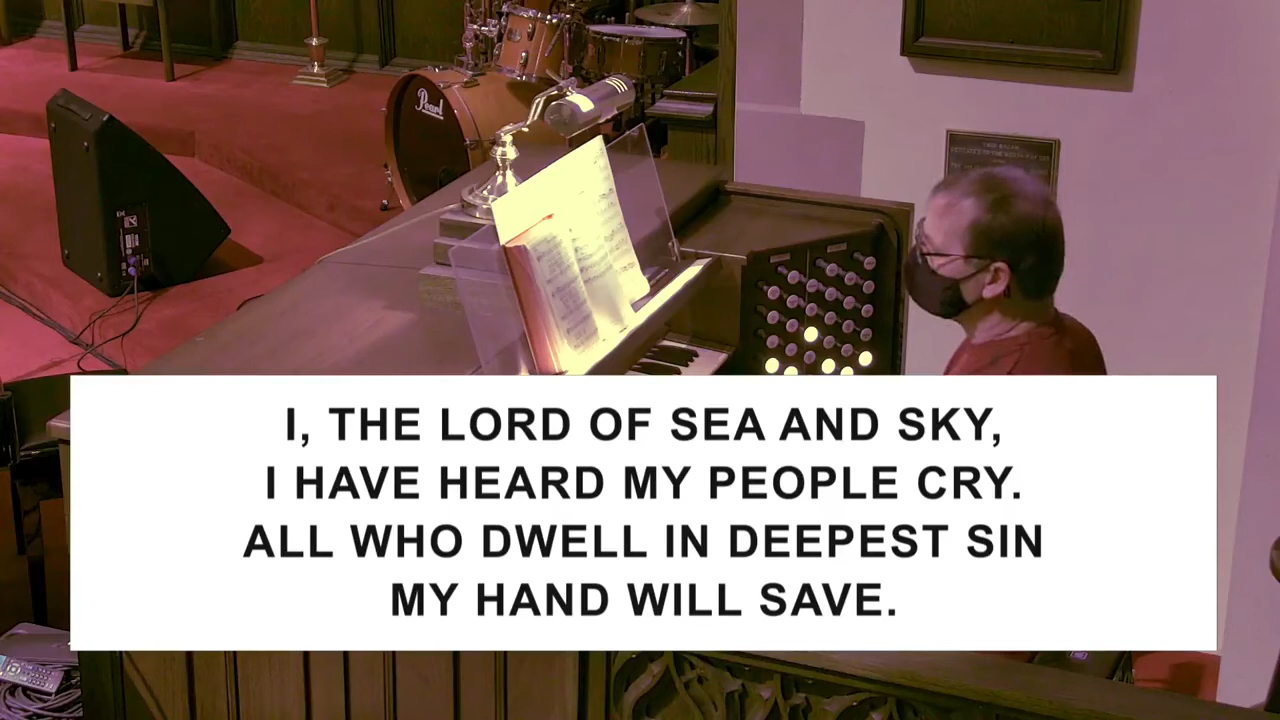 Pearl
I, THE LORD OF SEA AND SKY,
I HAVE HEARD MY PEOPLE CRY.
ALL WHO DWELL IN DEEPEST SIN
MY HAND WILL SAVE.